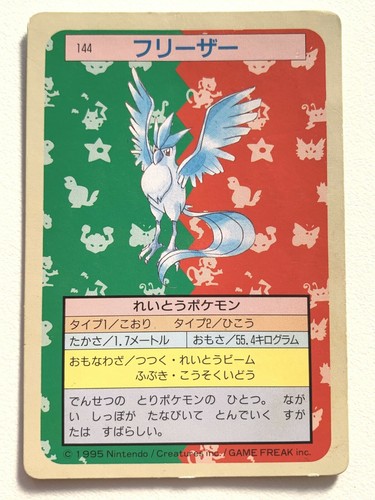 144 フリーザー
れいとうポケモン
タイプ1/こおり タイプ2/ひこう
たかさ/1.7メートル おもさ/55.4キログラム
おもなわざ/つつく・れいとうビーム
ふぶき・こうそくいどう
でんせつの とりポケモンの ひとつ。なが
い しっぽが たなびいて とんでいく すが
たは すばらしい。
© 1995 Nintendo/Creatures inc./GAME FREAK inc.